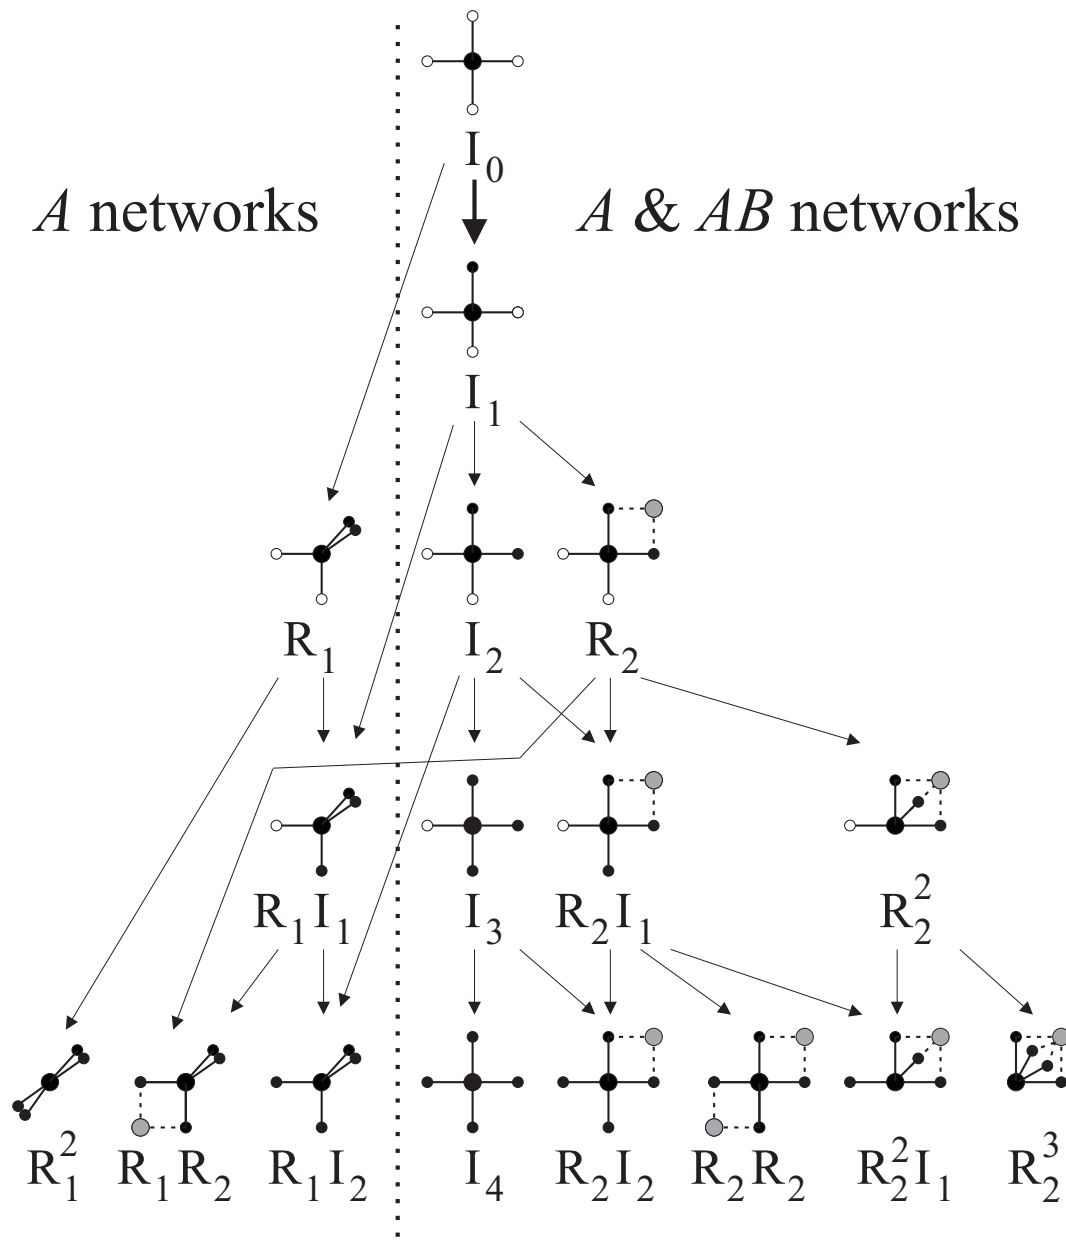 I₀
A networks A & AB networks
I₁
R₁ I₂ R₂
R₁I₁ I₃ R₂I₁ R₂²
R₁² R₁R₂ R₁I₂ I₄ R₂I₂ R₂R₂ R₂²I₁ R₂³